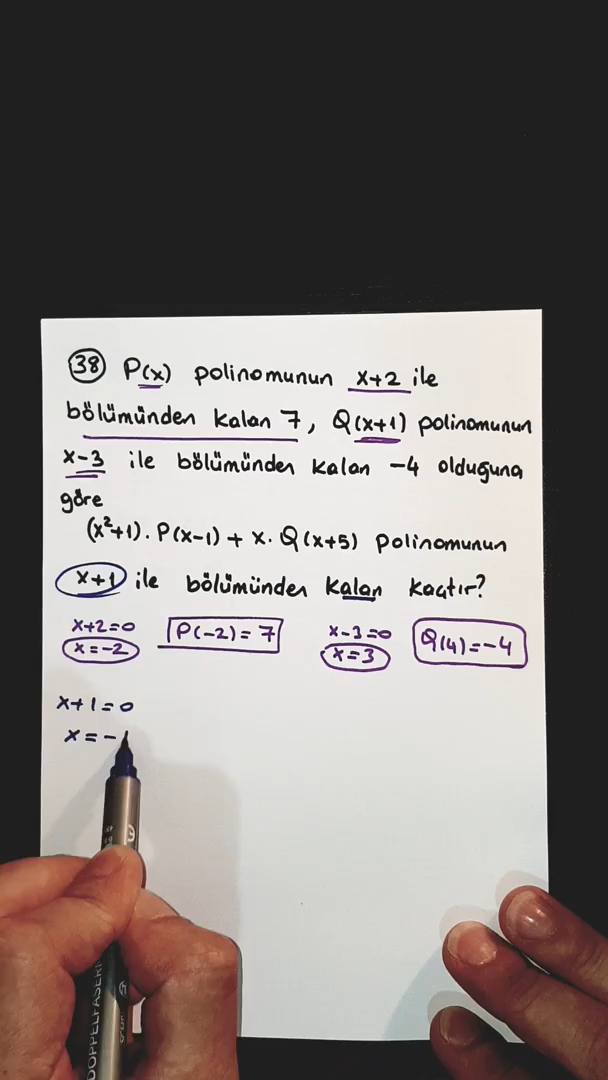 38 P(x) polinomunun x+2 ile
bölümünden kalan 7, Q(x+1) polinomunun
x-3 ile bölümünden kalan -4 olduğuna
göre
(x²+1). P(x-1) + x. Q(x+5) polinomunun
x+1 ile bölümünden kalan kaçtır?
x+2=0 P(-2)=7 x-3=0 Q(4)=-4
x=-2 x=3
x+1=0
x=-1
DOPPELFASERM